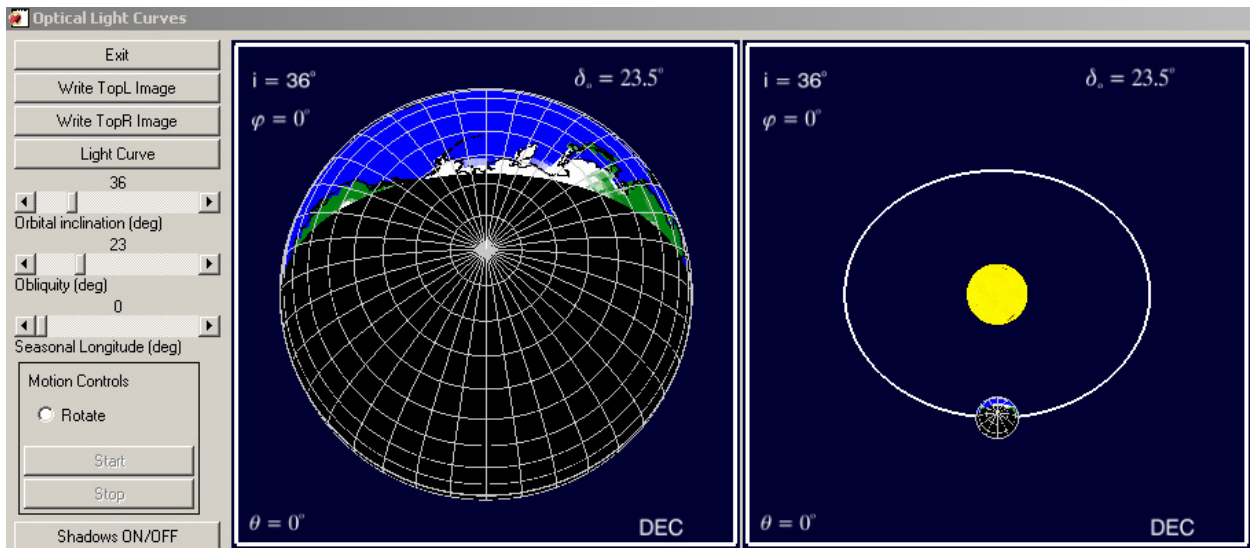 Optical Light Curves
Exit
Write TopL Image
Write TopR Image
Light Curve
36
Orbital inclination (deg)
23
Obliquity (deg)
0
Seasonal Longitude (deg)
Motion Controls
Rotate
Start
Stop
Shadows ON/OFF
i = 36°
δₒ = 23.5°
φ = 0°
θ = 0°
DEC
i = 36°
δₒ = 23.5°
φ = 0°
θ = 0°
DEC